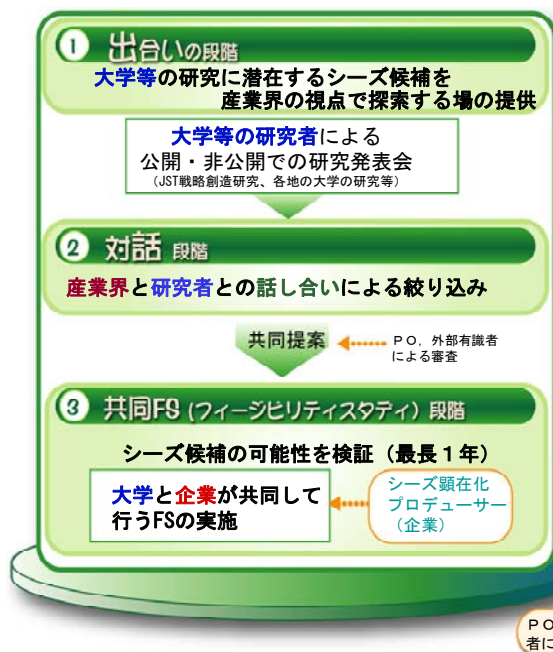 1 出合いの段階
大学等の研究に潜在するシーズ候補を
産業界の視点で探索する場の提供
大学等の研究者による
公開・非公開での研究発表会
(JST戦略創造研究、各地の大学の研究等)
2 対話 段階
産業界と研究者との話し合いによる絞り込み
共同提案
PO，外部有識者
による審査
3 共同FS (フィージビリティスタディ) 段階
シーズ候補の可能性を検証（最長１年）
大学と企業が共同して
行うFSの実施
シーズ顕在化
プロデューサー
（企業）
PO
者に